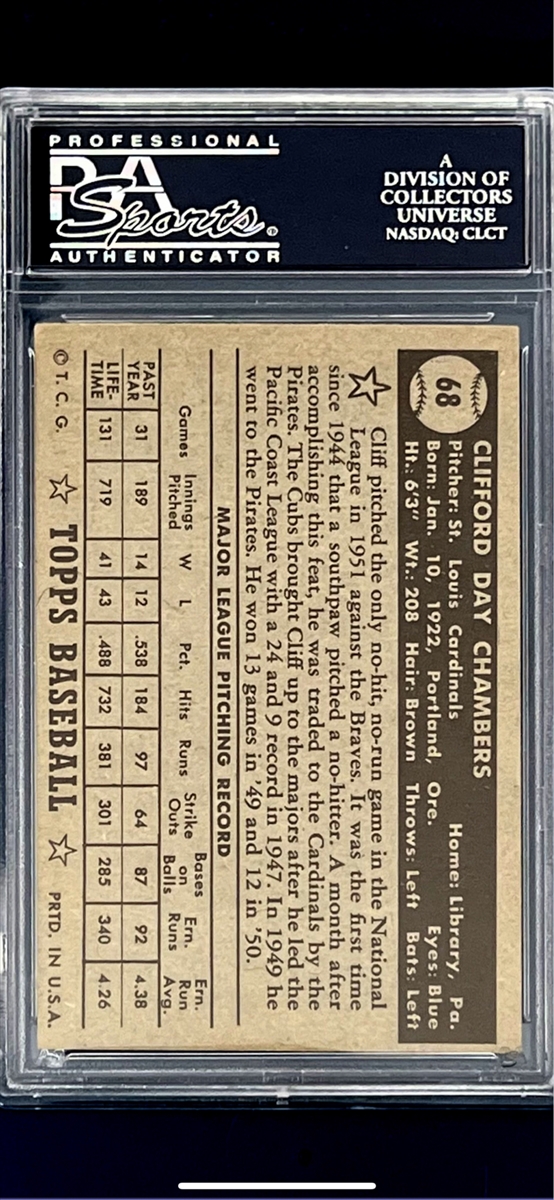 PROFESSIONAL
PSA
Sports®
AUTHENTICATOR
A
DIVISION OF
COLLECTORS
UNIVERSE
NASDAQ: CLCT
68
CLIFFORD DAY CHAMBERS
Pitcher: St. Louis Cardinals Home: Library, Pa.
Born: Jan. 10, 1922, Portland, Ore. Eyes: Blue
Ht.: 6'3" Wt.: 208 Hair: Brown Throws: Left Bats: Left
Cliff pitched the only no-hit, no-run game in the National
League in 1951 against the Braves. It was the first time
since 1944 that a southpaw pitched a no-hitter. A month after
accomplishing this feat, he was traded to the Cardinals by the
Pirates. The Cubs brought Cliff up to the majors after he led the
Pacific Coast League with a 24 and 9 record in 1947. In 1949 he
went to the Pirates. He won 13 games in '49 and 12 in '50.
MAJOR LEAGUE PITCHING RECORD
Games Innings Pitched W L Pct. Hits Runs Strike Outs Bases on Balls Ern. Runs Ern. Run Avg.
PAST YEAR 31 189 14 12 .538 184 97 64 87 92 4.38
LIFE-TIME 131 719 41 43 .488 732 381 301 285 340 4.26
© T. C. G. ☆ TOPPS BASEBALL ☆ PRTD. IN U.S.A.